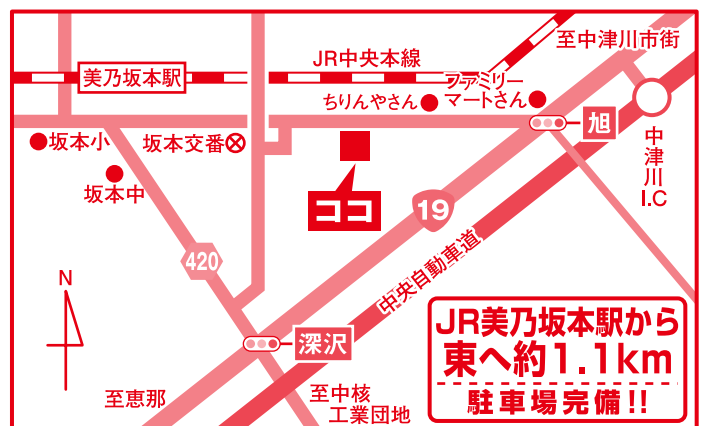 至中津川市街
JR中央本線
美乃坂本駅
ファミリー
マートさん
ちりんやさん
旭
坂本小
坂本交番
中津川I.C
坂本中
ココ
19
420
中央自動車道
N
JR美乃坂本駅から
東へ約1.1km
駐車場完備!!
深沢
至恵那
至中核
工業団地